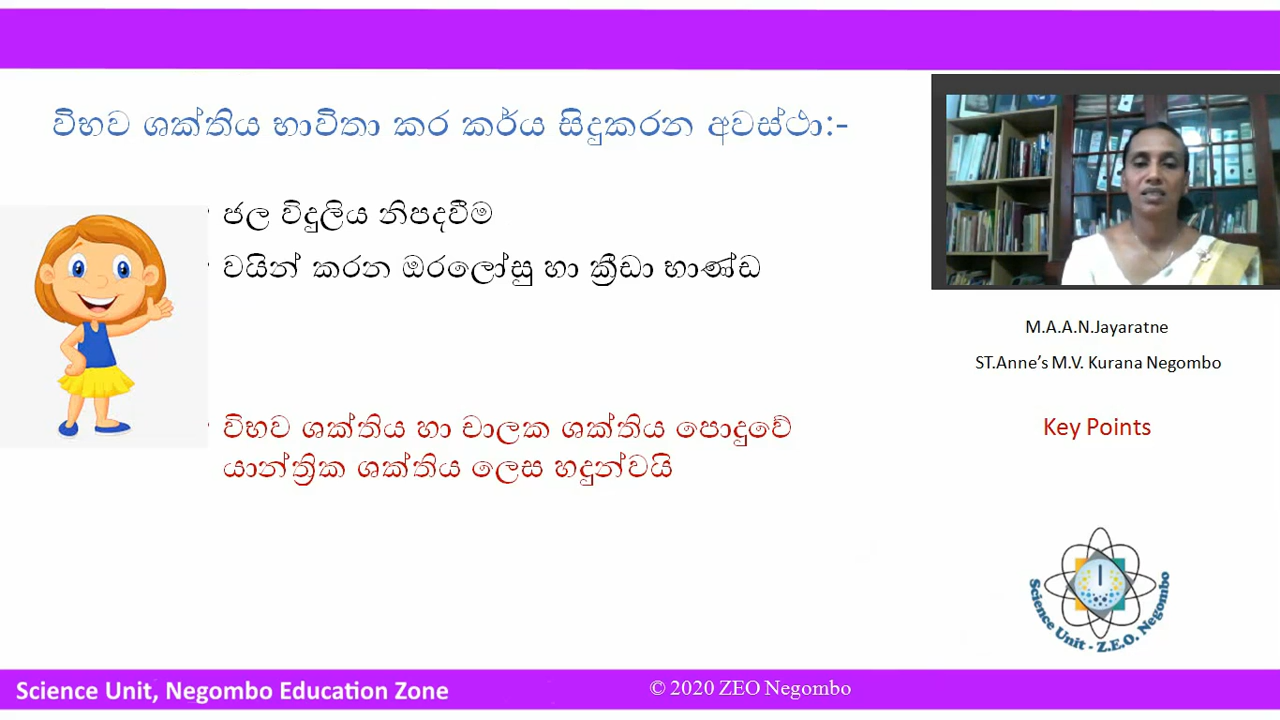 විභව ශක්තිය භාවිතා කර කර්ය සිදුකරන අවස්ථා:-
ජල විදුලිය නිපදවීම
වයින් කරන ඔරලෝසු හා ක්‍රීඩා භාණ්ඩ
විභව ශක්තිය හා චාලක ශක්තිය පොදුවේ
යාන්ත්‍රික ශක්තිය ලෙස හදුන්වයි
M.A.A.N.Jayaratne
ST.Anne’s M.V. Kurana Negombo
Key Points
Science Unit - Z.E.O. Negombo
Science Unit, Negombo Education Zone
© 2020 ZEO Negombo